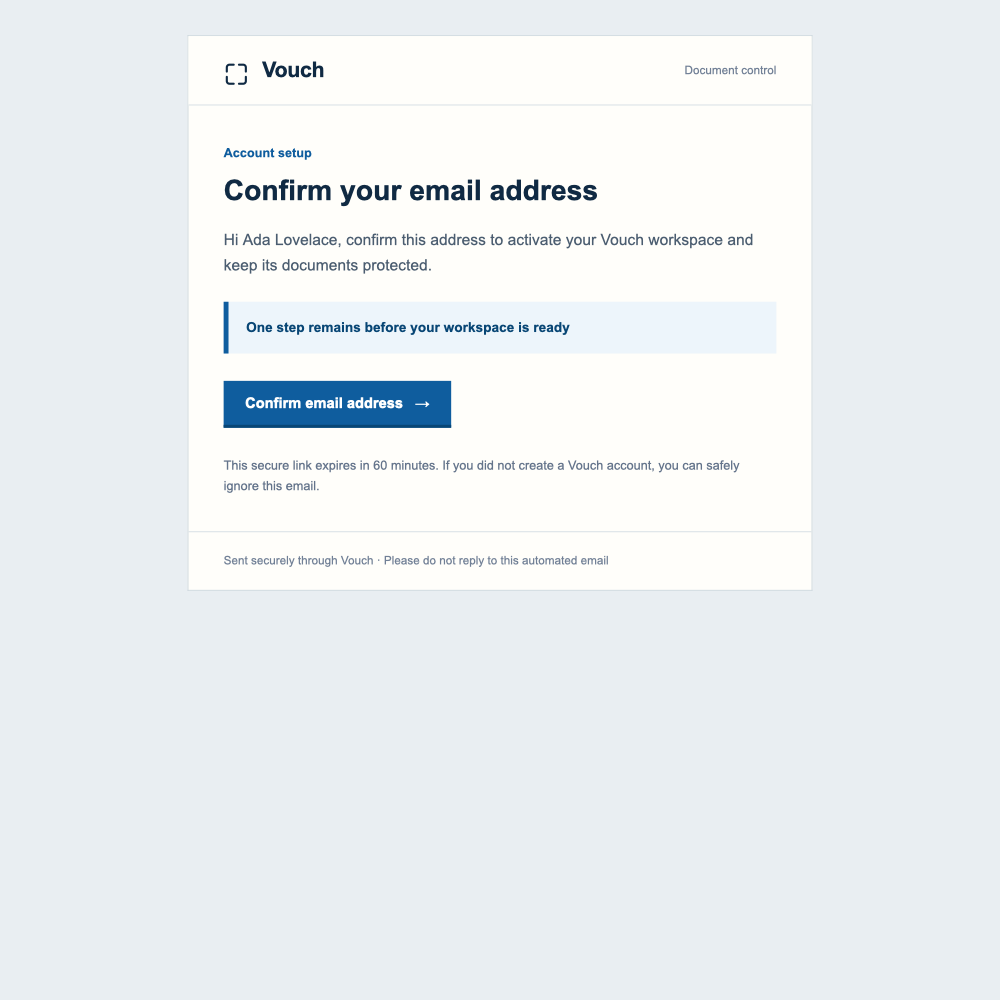 Vouch
Document control
Account setup
Confirm your email address
Hi Ada Lovelace, confirm this address to activate your Vouch workspace and
keep its documents protected.
One step remains before your workspace is ready
Confirm email address →
This secure link expires in 60 minutes. If you did not create a Vouch account, you can safely
ignore this email.
Sent securely through Vouch · Please do not reply to this automated email